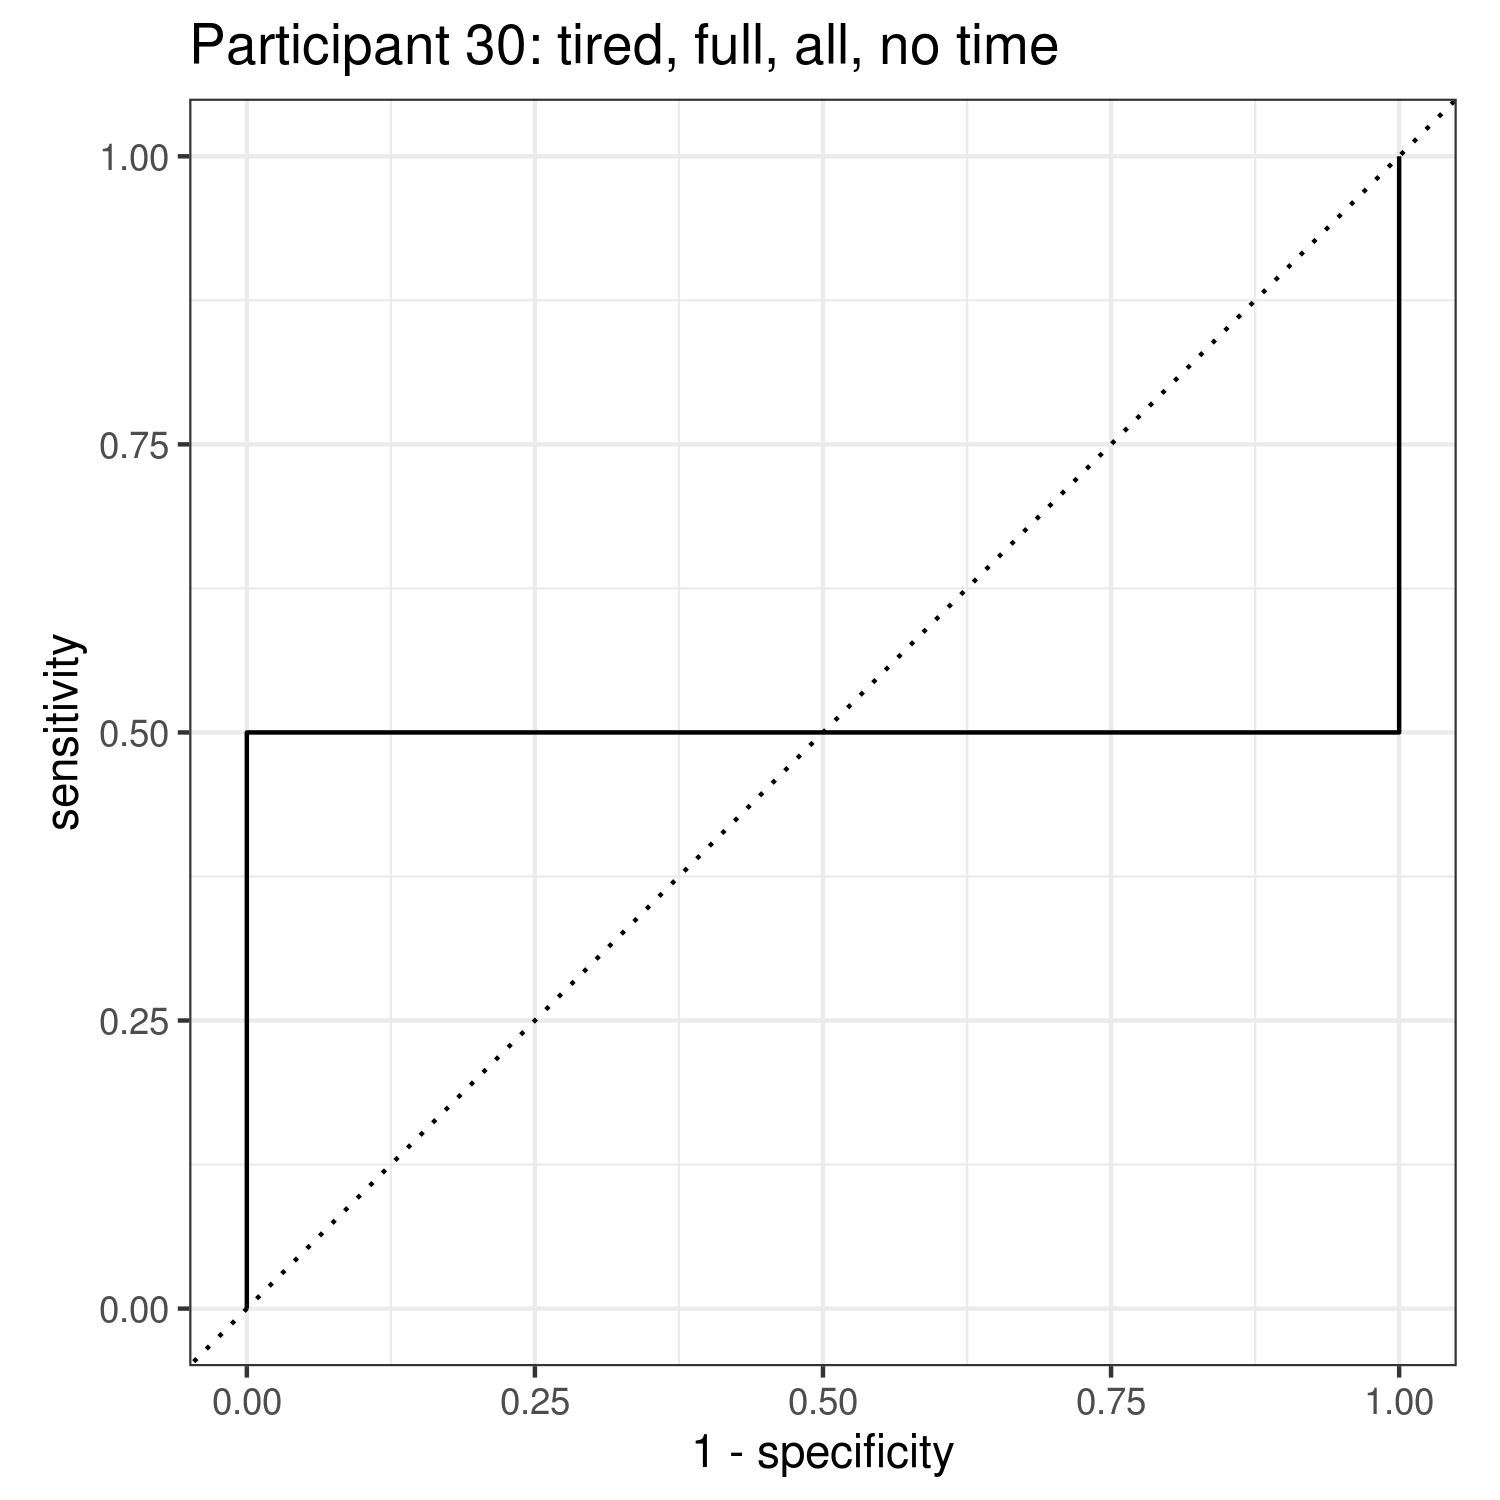 Participant 30: tired, full, all, no time
1.00
0.75
0.50
0.25
0.00
sensitivity
0.00 0.25 0.50 0.75 1.00
1 - specificity